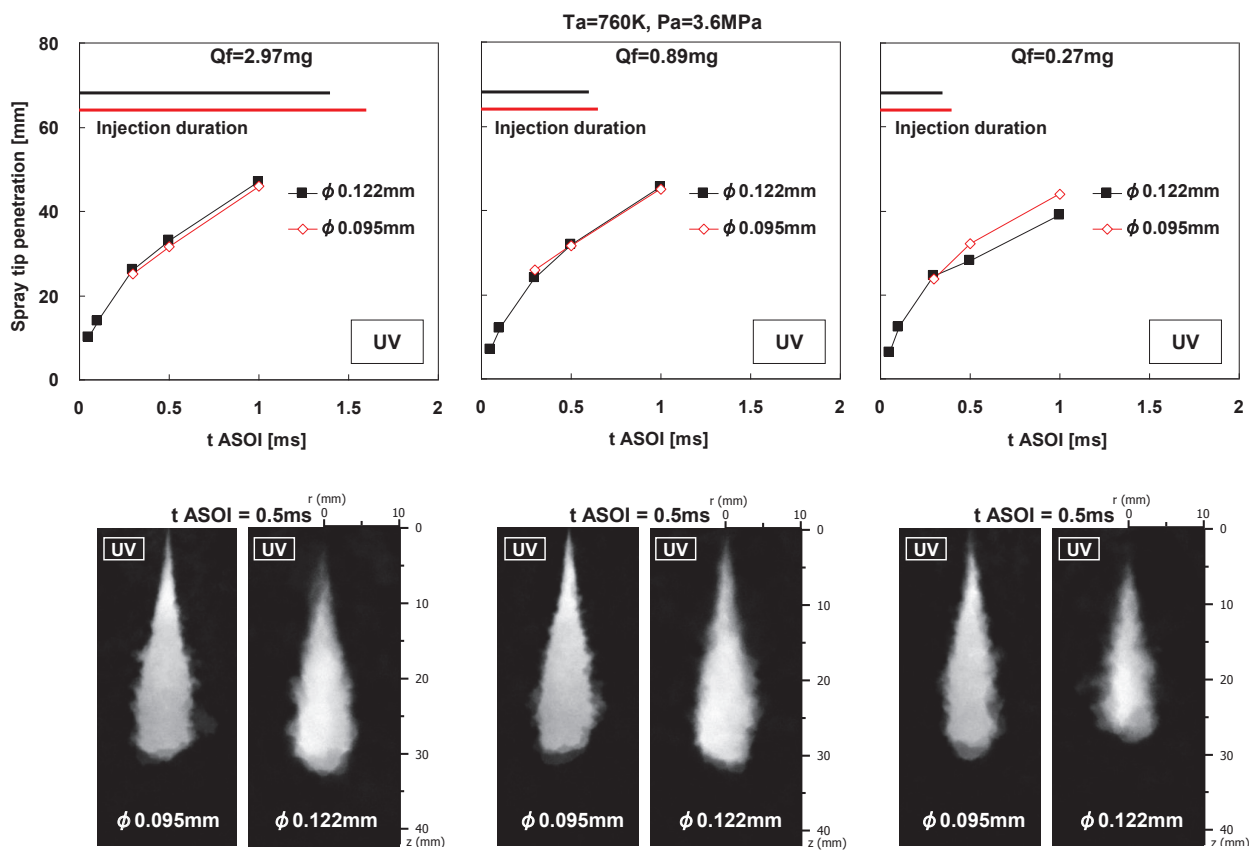 Ta=760K, Pa=3.6MPa
80
60
40
20
0
Spray tip penetration [mm]
Qf=2.97mg
Injection duration
ϕ 0.122mm
ϕ 0.095mm
UV
0 0.5 1 1.5 2
t ASOI [ms]
Qf=0.89mg
Injection duration
ϕ 0.122mm
ϕ 0.095mm
UV
0 0.5 1 1.5 2
t ASOI [ms]
Qf=0.27mg
Injection duration
ϕ 0.122mm
ϕ 0.095mm
UV
0 0.5 1 1.5 2
t ASOI [ms]
r (mm)
t ASOI = 0.5ms 0 10
UV UV
0
10
20
30
40
z (mm)
ϕ 0.095mm ϕ 0.122mm
r (mm)
t ASOI = 0.5ms 0 10
UV UV
0
10
20
30
40
z (mm)
ϕ 0.095mm ϕ 0.122mm
r (mm)
t ASOI = 0.5ms 0 10
UV UV
0
10
20
30
40
z (mm)
ϕ 0.095mm ϕ 0.122mm